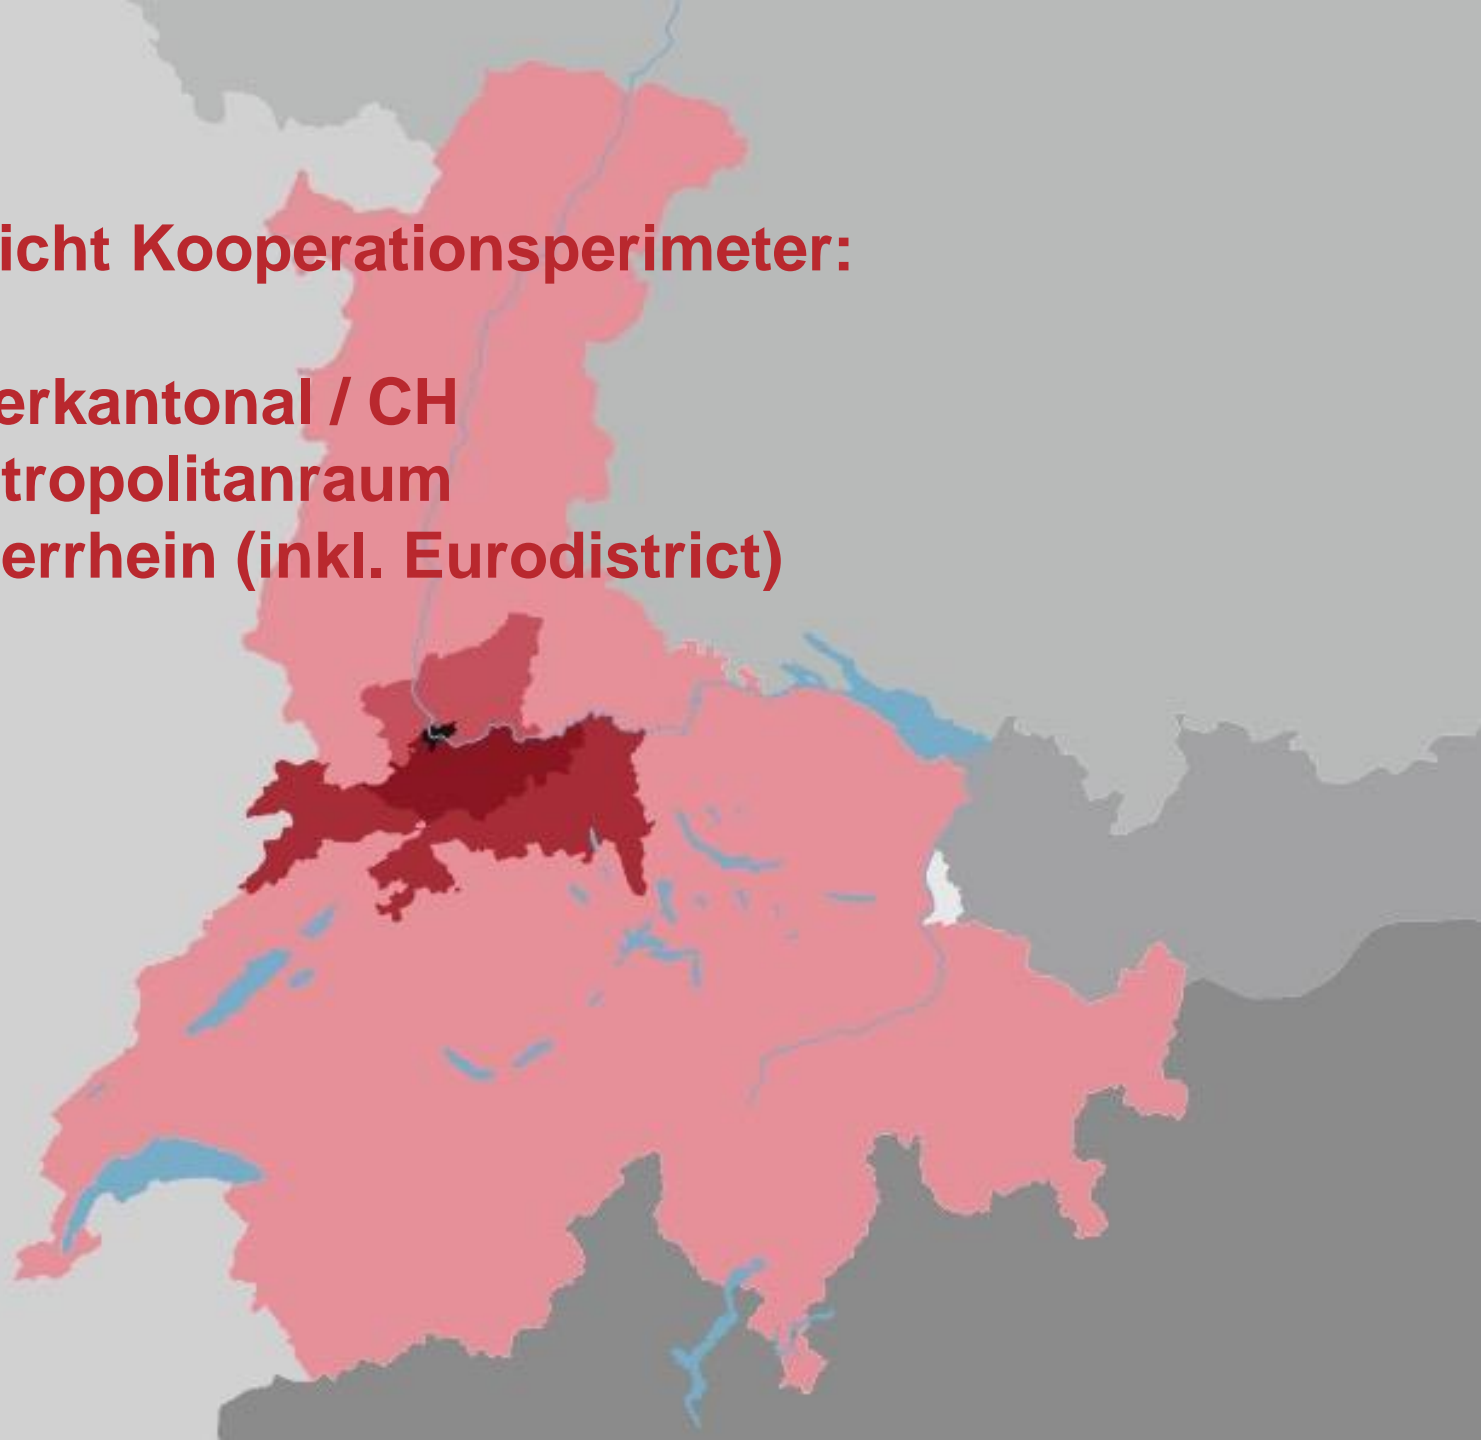 icht Kooperationsperimeter:
erkantonal / CH
tropolitanraum
errhein (inkl. Eurodistrict)